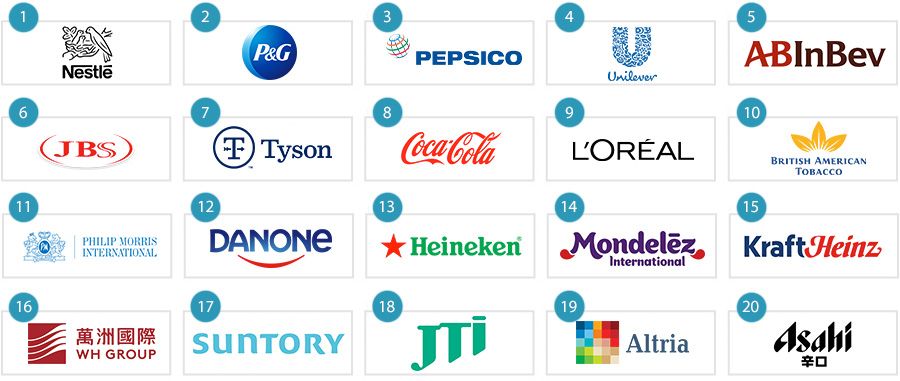 1
Nestlē
2
P&G
3
PEPSICO
4
Unilever
5
ABInBev
6
JBS
7
T
Tyson
8
Coca-Cola
9
L'ORÉAL
10
BRITISH AMERICAN
TOBACCO
11
PHILIP MORRIS
INTERNATIONAL
12
DANONE
13
Heineken®
14
Mondelēz
International
15
KraftHeinz
16
萬洲國際
WH GROUP
17
SUNTORY
18
JTi
19
Altria
20
Asahi
辛口